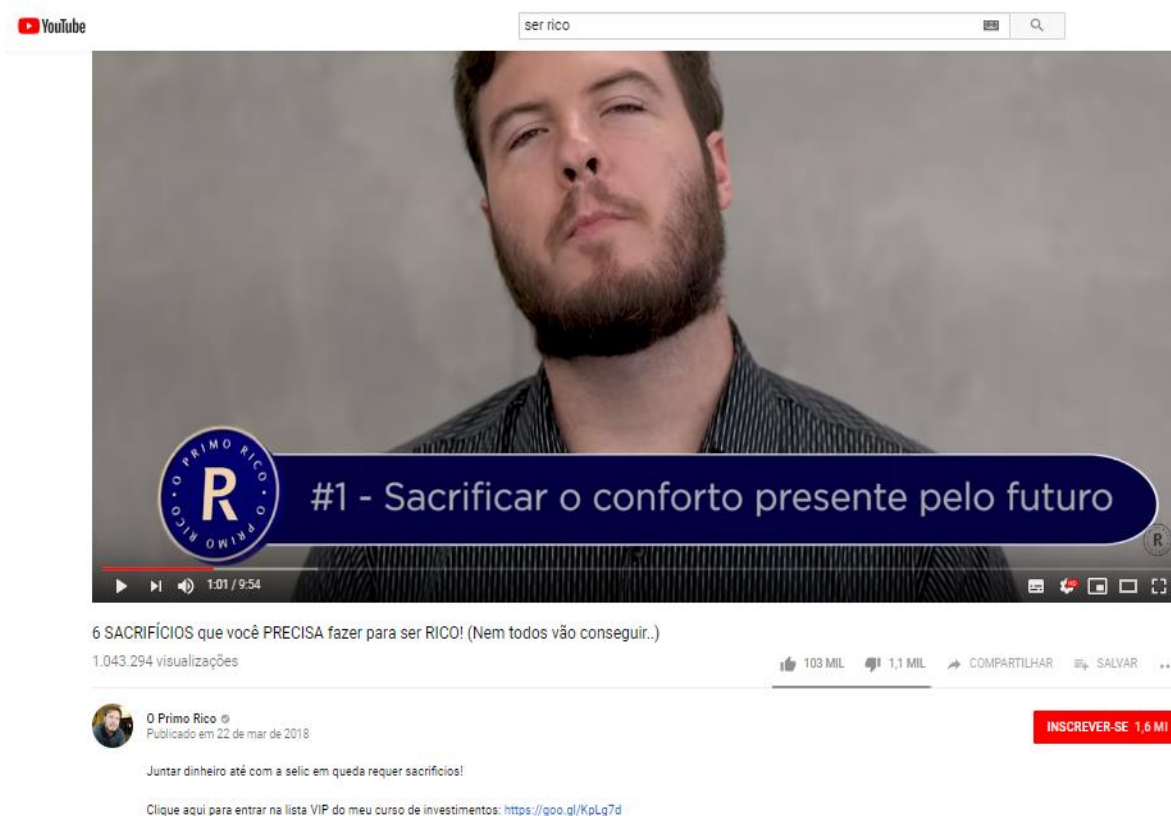 YouTube
ser rico
O PRIMO RICO · O PRIMO RICO ·
R
#1 - Sacrificar o conforto presente pelo futuro
R
1:01 / 9:54
HD
6 SACRIFÍCIOS que você PRECISA fazer para ser RICO! (Nem todos vão conseguir..)
1.043.294 visualizações
103 MIL 1,1 MIL COMPARTILHAR SALVAR
O Primo Rico
Publicado em 22 de mar de 2018
INSCREVER-SE 1,6 MI
Juntar dinheiro até com a selic em queda requer sacrificios!
Clique aqui para entrar na lista VIP do meu curso de investimentos: https://goo.gl/KpLg7d